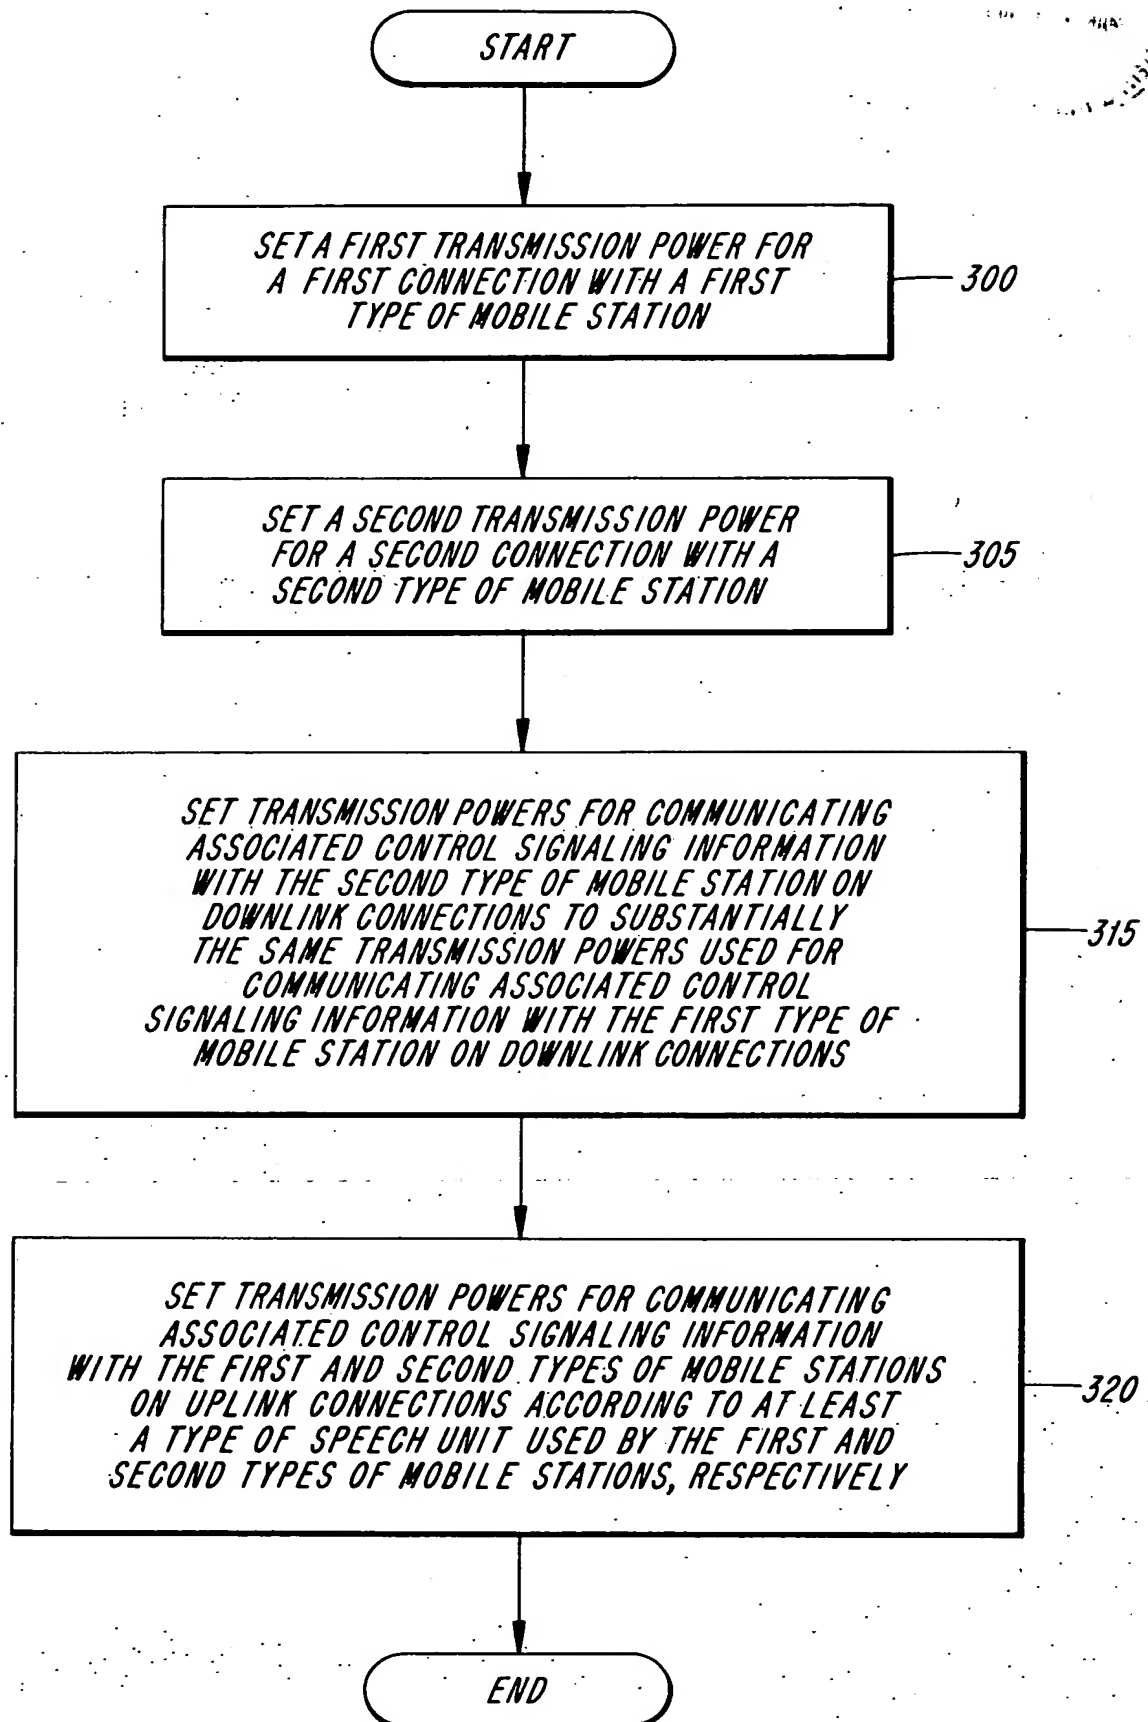 START
SET A FIRST TRANSMISSION POWER FOR
A FIRST CONNECTION WITH A FIRST
TYPE OF MOBILE STATION
300
SET A SECOND TRANSMISSION POWER
FOR A SECOND CONNECTION WITH A
SECOND TYPE OF MOBILE STATION
305
SET TRANSMISSION POWERS FOR COMMUNICATING
ASSOCIATED CONTROL SIGNALING INFORMATION
WITH THE SECOND TYPE OF MOBILE STATION ON
DOWNLINK CONNECTIONS TO SUBSTANTIALLY
THE SAME TRANSMISSION POWERS USED FOR
COMMUNICATING ASSOCIATED CONTROL
SIGNALING INFORMATION WITH THE FIRST TYPE OF
MOBILE STATION ON DOWNLINK CONNECTIONS
315
SET TRANSMISSION POWERS FOR COMMUNICATING
ASSOCIATED CONTROL SIGNALING INFORMATION
WITH THE FIRST AND SECOND TYPES OF MOBILE STATIONS
ON UPLINK CONNECTIONS ACCORDING TO AT LEAST
A TYPE OF SPEECH UNIT USED BY THE FIRST AND
SECOND TYPES OF MOBILE STATIONS, RESPECTIVELY
320
END